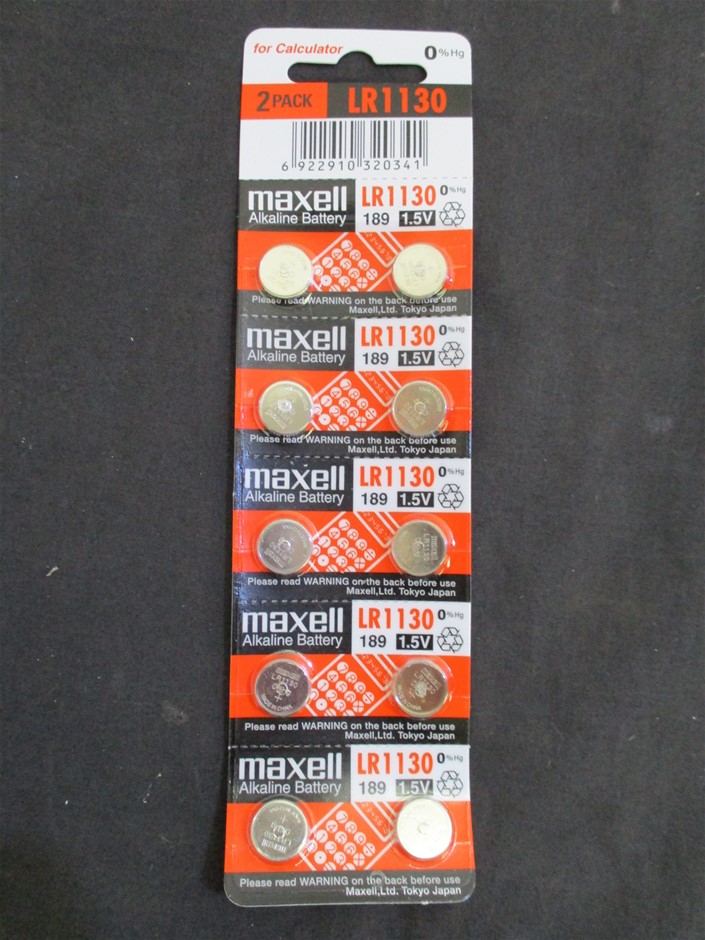 for Calculator
0%Hg
2PACK LR1130
6 922910 320341
maxell LR1130 0%Hg
Alkaline Battery 189 1.5V
Please read WARNING on the back before use
Maxell,Ltd. Tokyo Japan
maxell LR1130 0%Hg
Alkaline Battery 189 1.5V
Please read WARNING on the back before use
Maxell,Ltd. Tokyo Japan
maxell LR1130 0%Hg
Alkaline Battery 189 1.5V
LR1130
Please read WARNING on the back before use
Maxell,Ltd. Tokyo Japan
maxell LR1130 0%Hg
Alkaline Battery 189 1.5V
LR1130 LR1130
MADE IN CHINA
Please read WARNING on the back before use
Maxell,Ltd. Tokyo Japan
maxell LR1130 0%Hg
Alkaline Battery 189 1.5V
Please read WARNING on the back before use
Maxell,Ltd. Tokyo Japan